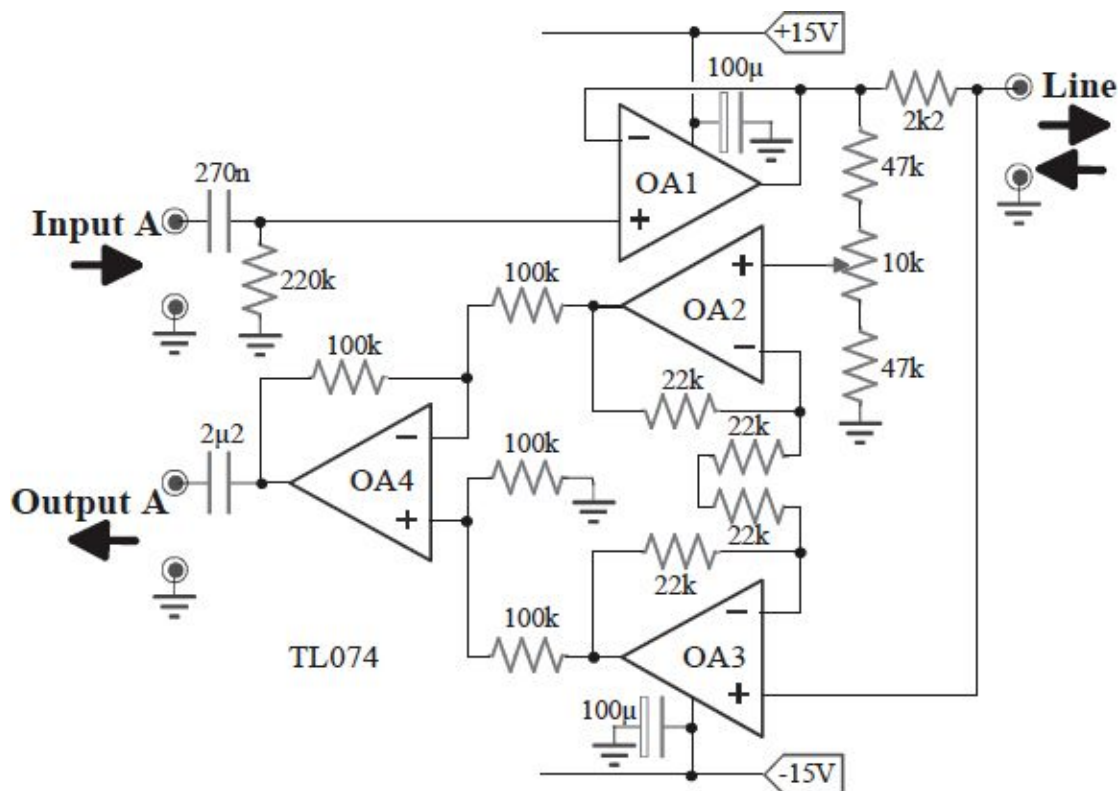 +15V
100μ
Line
2k2
47k
270n
OA1
Input A
220k
100k
OA2
10k
100k
47k
22k
2μ2
22k
100k
OA4
Output A
22k
22k
100k
TL074
OA3
100μ
-15V